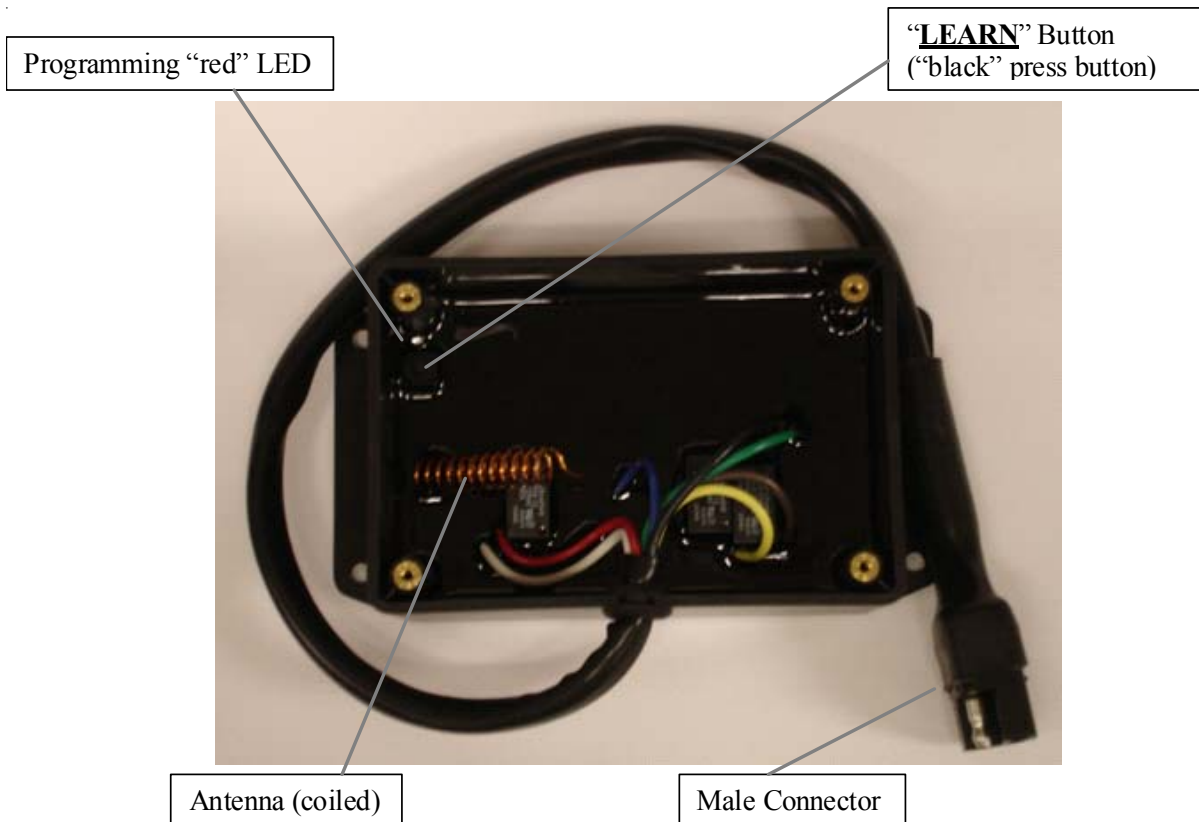 Programming “red” LED
“LEARN” Button
(“black” press button)
Antenna (coiled)
Male Connector